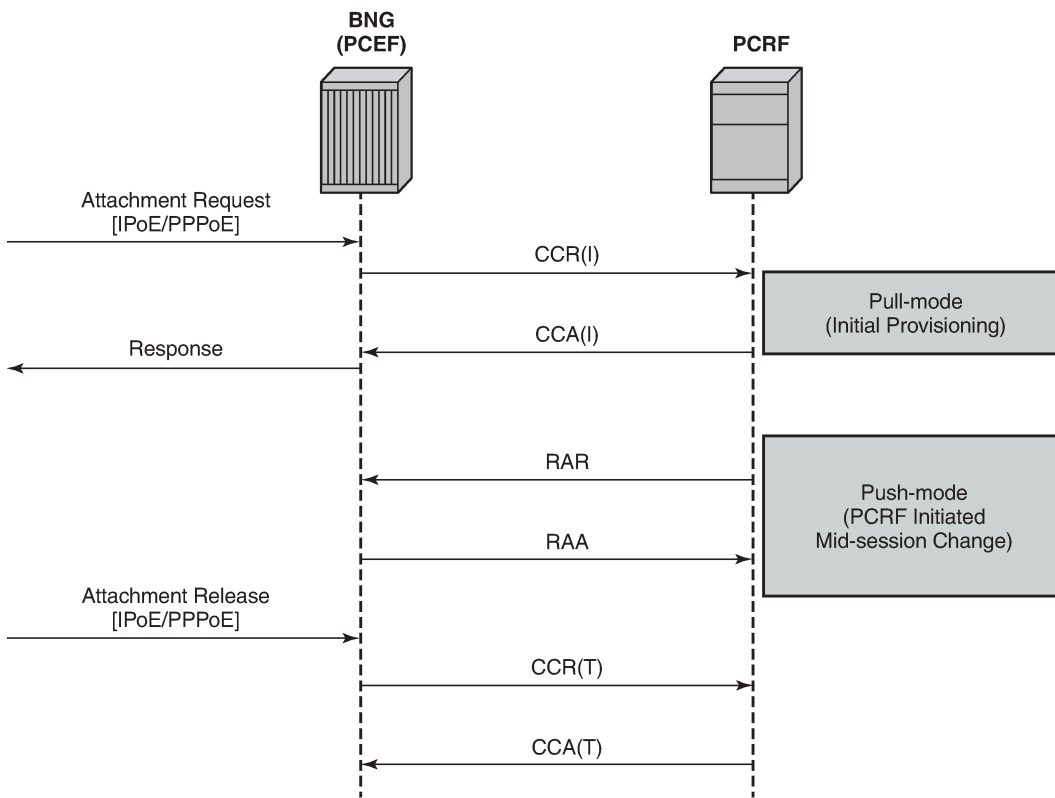 BNG
(PCEF)
PCRF
Attachment Request
[IPoE/PPPoE]
CCR(I)
Pull-mode
(Initial Provisioning)
CCA(I)
Response
RAR
Push-mode
(PCRF Initiated
Mid-session Change)
RAA
Attachment Release
[IPoE/PPPoE]
CCR(T)
CCA(T)